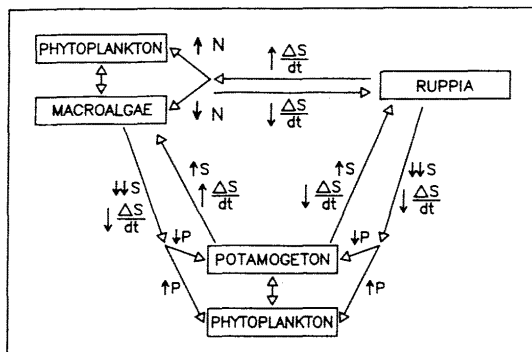 PHYTOPLANKTON
↑ N
↑ ΔS/dt
RUPPIA
MACROALGAE
↓ N
↓ ΔS/dt
↓↓S
↓ ΔS/dt
↑S
↑ ΔS/dt
↑S
↓ ΔS/dt
↓↓S
↓ ΔS/dt
↓P
↓P
POTAMOGETON
↑P
↑P
PHYTOPLANKTON